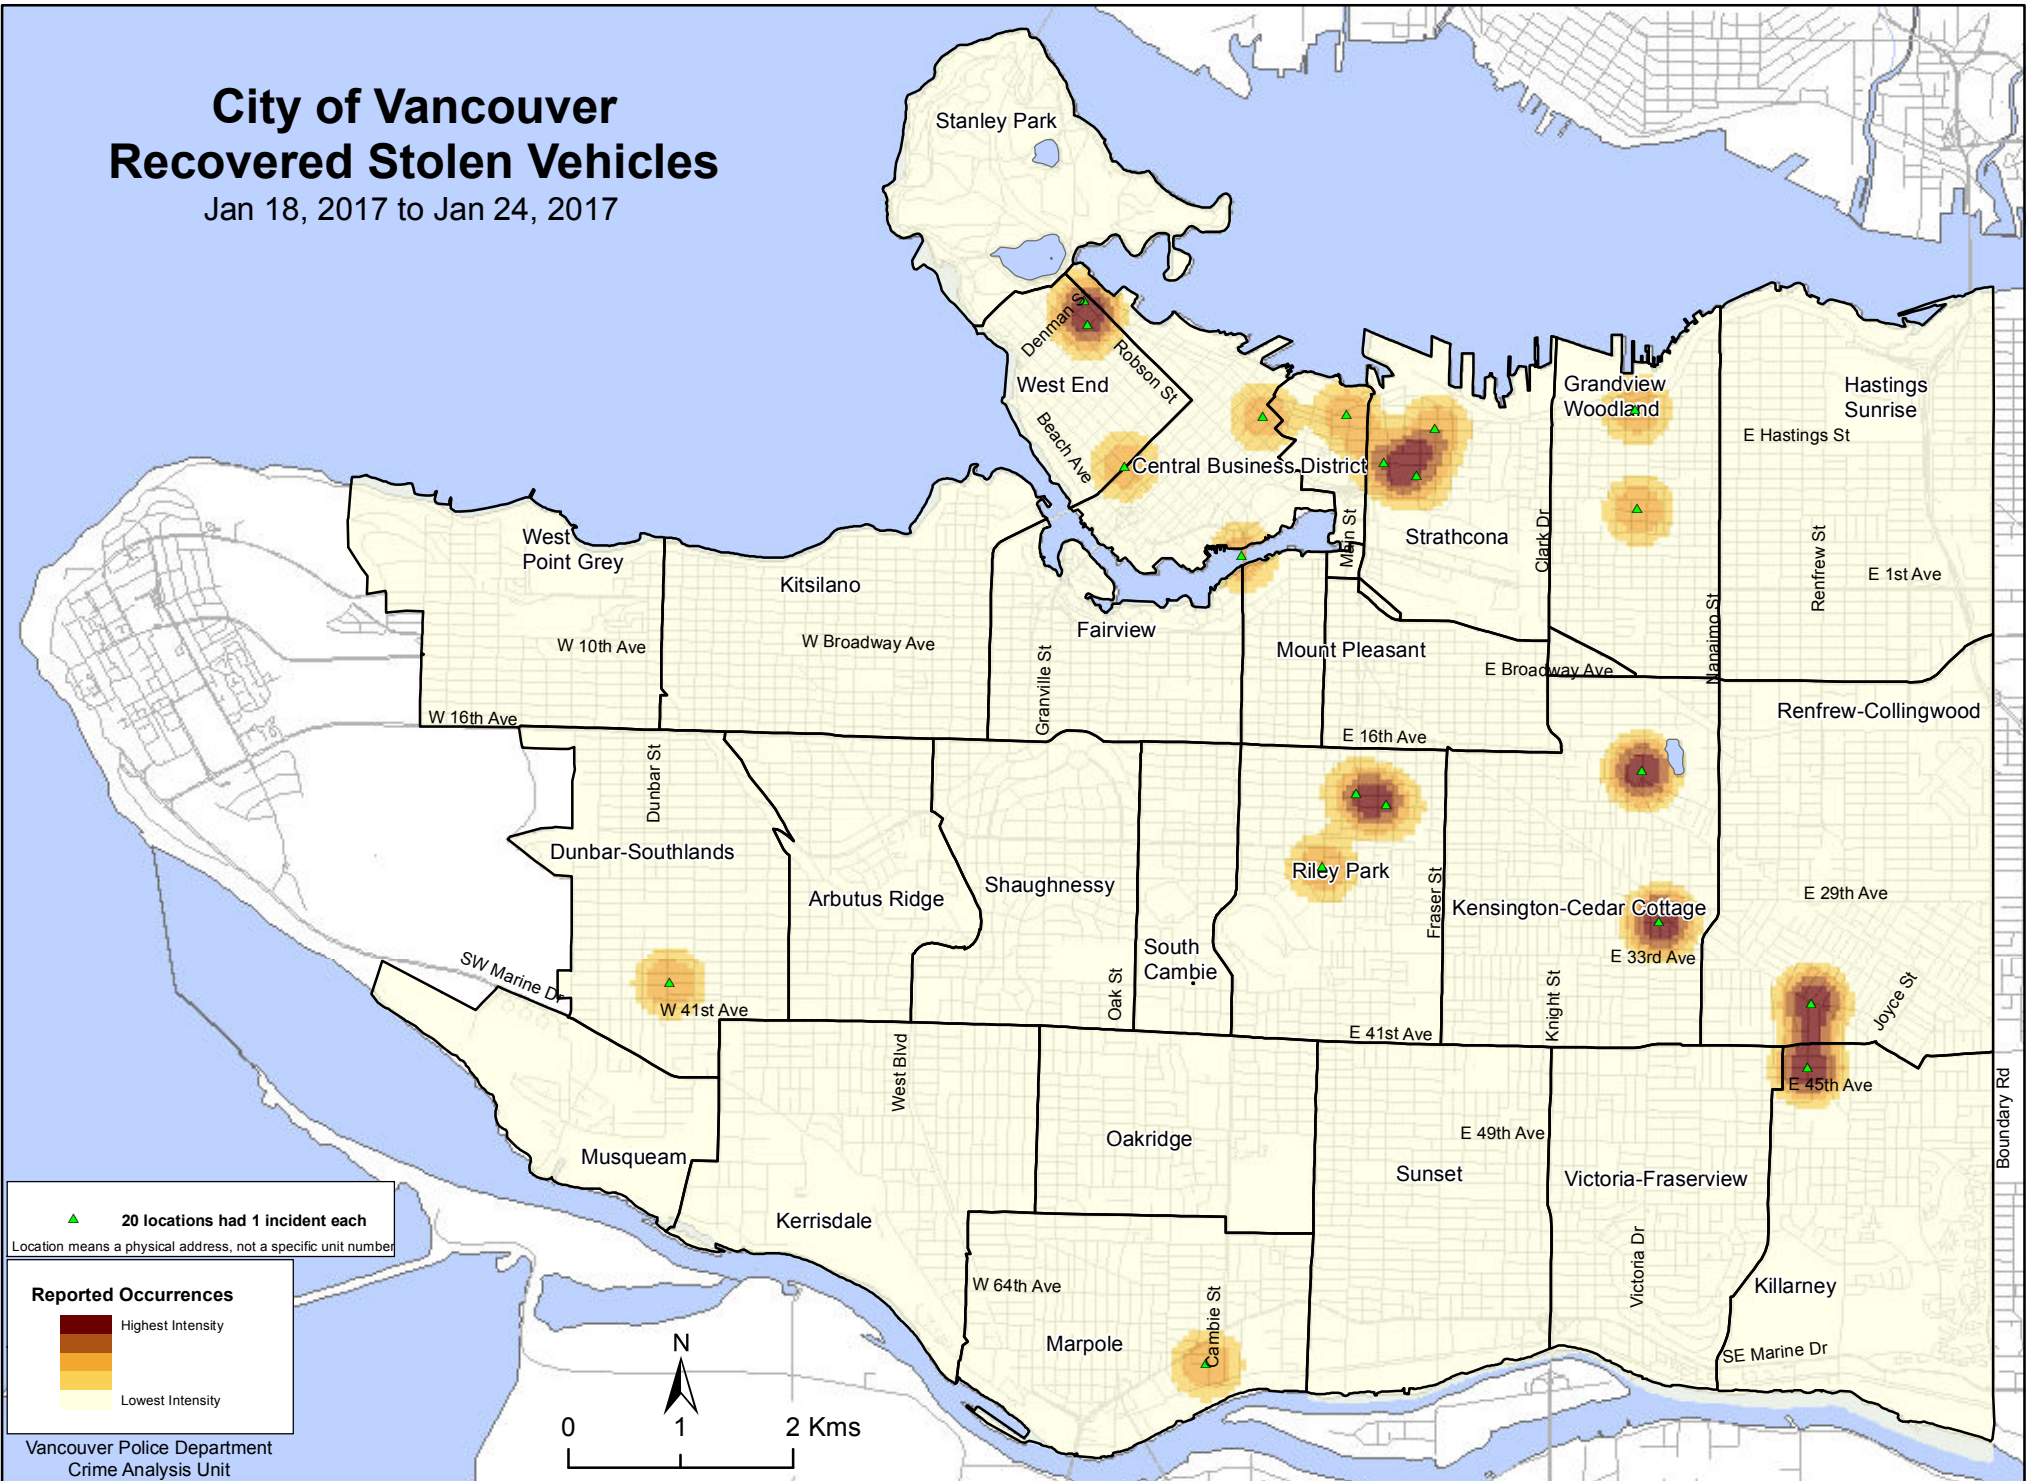 City of Vancouver
Recovered Stolen Vehicles
Jan 18, 2017 to Jan 24, 2017
Stanley Park
Denman St
Robson St
West End
Beach Ave
Central Business District
Grandview
Woodland
Hastings
Sunrise
E Hastings St
Main St
Strathcona
Clark Dr
Nanaimo St
Renfrew St
E 1st Ave
West
Point Grey
Kitsilano
Fairview
W 10th Ave
W Broadway Ave
Granville St
Mount Pleasant
E Broadway Ave
W 16th Ave
E 16th Ave
Renfrew-Collingwood
Dunbar St
Dunbar-Southlands
Arbutus Ridge
Shaughnessy
South
Cambie
Oak St
Riley Park
Fraser St
Kensington-Cedar Cottage
E 29th Ave
E 33rd Ave
Knight St
Joyce St
SW Marine Dr
W 41st Ave
E 41st Ave
West Blvd
E 45th Ave
Boundary Rd
Musqueam
Oakridge
E 49th Ave
Sunset
Victoria-Fraserview
Kerrisdale
Victoria Dr
W 64th Ave
Cambie St
Killarney
Marpole
SE Marine Dr
20 locations had 1 incident each
Location means a physical address, not a specific unit number
Reported Occurrences
Highest Intensity
Lowest Intensity
Vancouver Police Department
Crime Analysis Unit
N
0 1 2 Kms